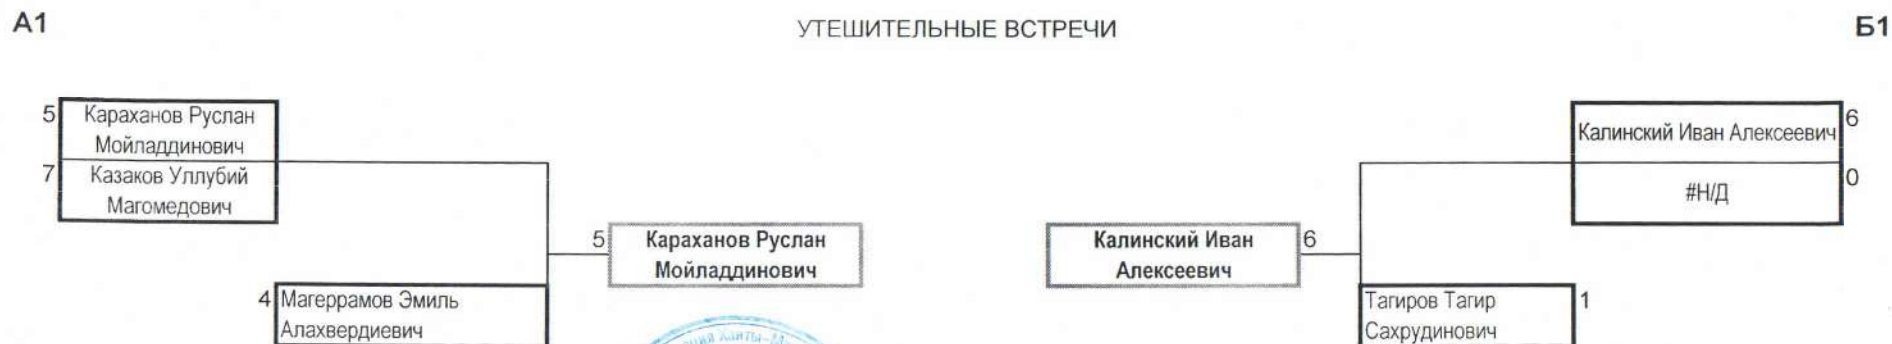 А1
УТЕШИТЕЛЬНЫЕ ВСТРЕЧИ
Б1
5
Караханов Руслан
Мойладдинович
7
Казаков Уллубий
Магомедович
Калинский Иван Алексеевич
6
#Н/Д
0
5
Караханов Руслан
Мойладдинович
Калинский Иван
Алексеевич
6
4
Магеррамов Эмиль
Алахвердиевич
Тагиров Тагир
Сахрудинович
1